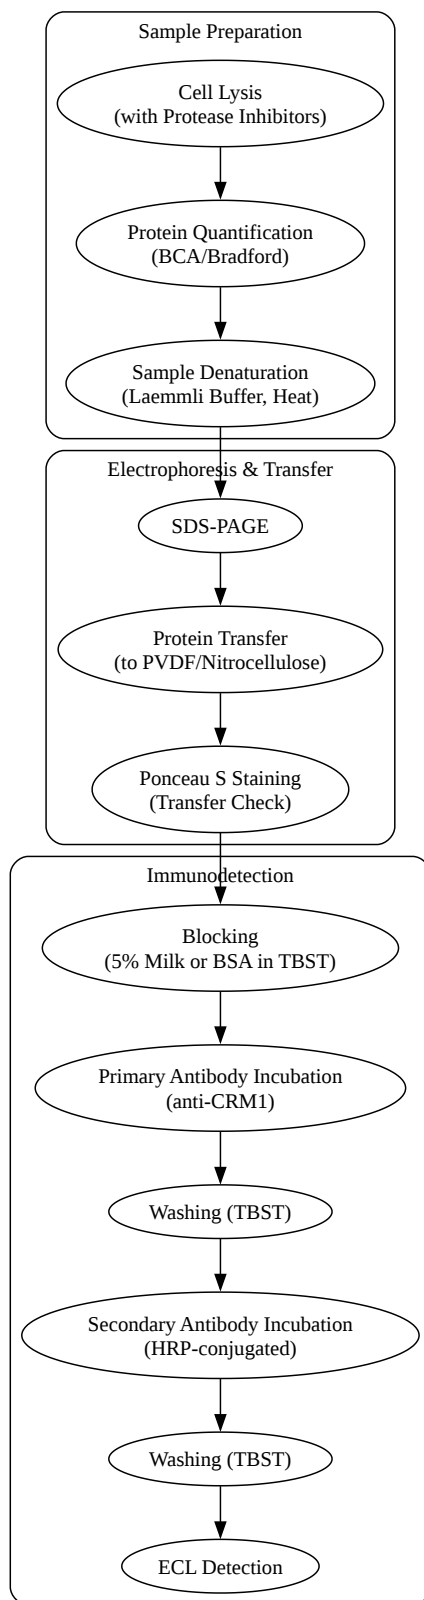 Sample Preparation
Cell Lysis
(with Protease Inhibitors)
Protein Quantification
(BCA/Bradford)
Sample Denaturation
(Laemmli Buffer, Heat)
Electrophoresis & Transfer
SDS-PAGE
Protein Transfer
(to PVDF/Nitrocellulose)
Ponceau S Staining
(Transfer Check)
Immunodetection
Blocking
(5% Milk or BSA in TBST)
Primary Antibody Incubation
(anti-CRM1)
Washing (TBST)
Secondary Antibody Incubation
(HRP-conjugated)
Washing (TBST)
ECL Detection